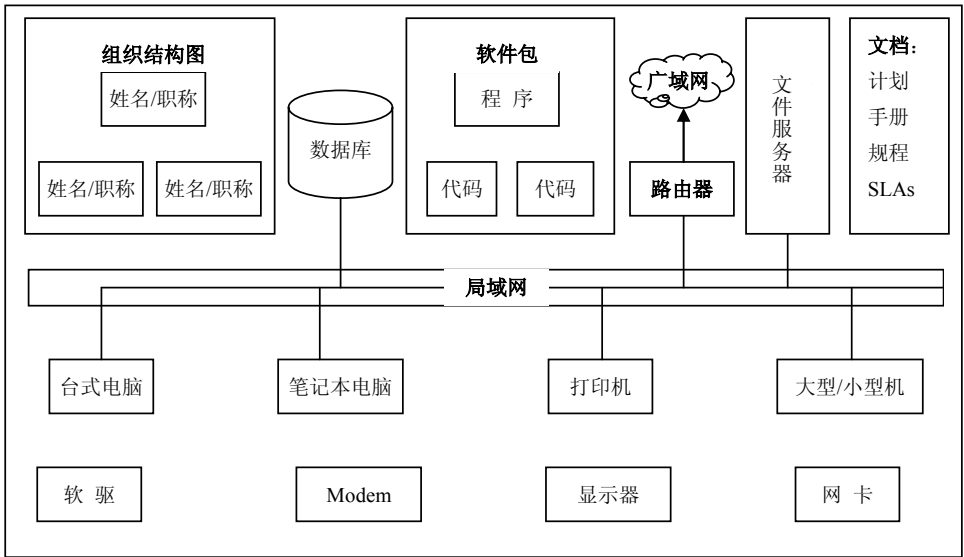 组织结构图
姓名/职称
姓名/职称
姓名/职称
数据库
软件包
程 序
代码
代码
广域网
路由器
文件服务器
文档：
计划
手册
规程
SLAs
局域网
台式电脑
笔记本电脑
打印机
大型/小型机
软 驱
Modem
显示器
网 卡